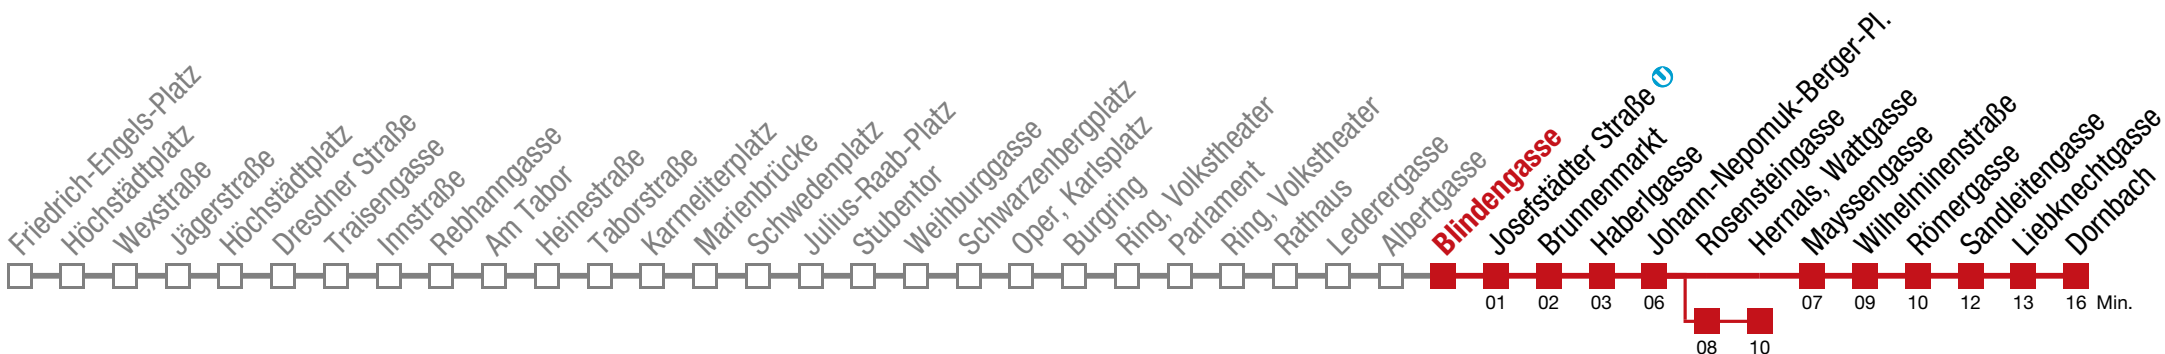 Friedrich-Engels-Platz
Höchstädtplatz
Wexstraße
Jägerstraße
Höchstädtplatz
Dresdner Straße
Traisengasse
Innstraße
Rebhanngasse
Am Tabor
Heinestraße
Taborstraße
Karmeliterplatz
Marienbrücke
Schwedenplatz
Julius-Raab-Platz
Stubentor
Weihburggasse
Schwarzenbergplatz
Oper, Karlsplatz
Burgring
Ring, Volkstheater
Parlament
Ring, Volkstheater
Rathaus
Lederergasse
Albertgasse
Blindengasse
Josefstädter Straße U
Brunnenmarkt
Haberlgasse
Johann-Nepomuk-Berger-Pl.
Rosensteingasse
Hernals, Wattgasse
Mayssengasse
Wilhelminenstraße
Römergasse
Sandleitengasse
Liebknechtgasse
Dornbach
01 02 03 06 07 09 10 12 13 16 Min.
08 10